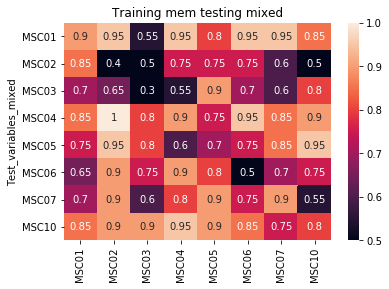 Training mem testing mixed
Test_variables_mixed
MSC01 0.9 0.95 0.55 0.95 0.8 0.95 0.95 0.85
MSC02 0.85 0.4 0.5 0.75 0.75 0.75 0.6 0.5
MSC03 0.7 0.65 0.3 0.55 0.9 0.7 0.6 0.8
MSC04 0.85 1 0.8 0.9 0.75 0.95 0.85 0.9
MSC05 0.75 0.95 0.8 0.6 0.7 0.75 0.85 0.95
MSC06 0.65 0.9 0.75 0.9 0.8 0.5 0.7 0.75
MSC07 0.7 0.9 0.6 0.8 0.9 0.75 0.9 0.55
MSC10 0.85 0.9 0.9 0.95 0.9 0.85 0.75 0.8
MSC01 MSC02 MSC03 MSC04 MSC05 MSC06 MSC07 MSC10
1.0
0.9
0.8
0.7
0.6
0.5